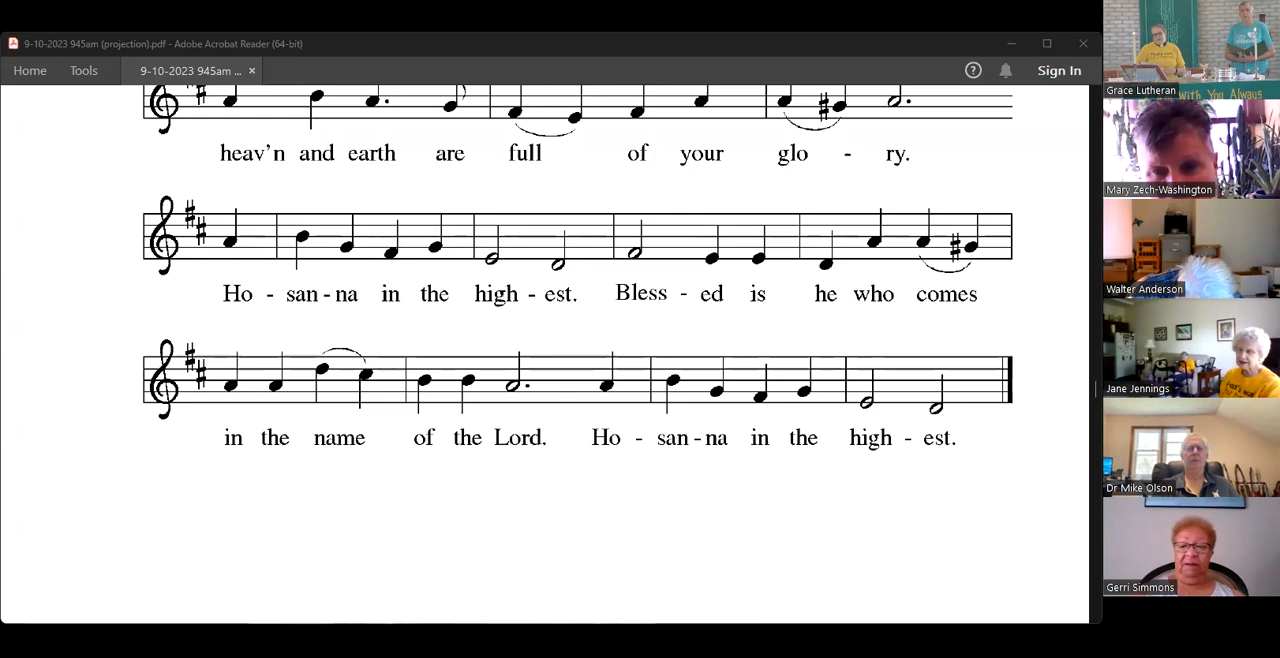 9-10-2023 945am (projection).pdf - Adobe Acrobat Reader (64-bit)
Home Tools 9-10-2023 945am ... × Sign In
heav'n and earth are full of your glo - ry.
Ho - san - na in the high - est. Bless - ed is he who comes
in the name of the Lord. Ho - san - na in the high - est.
With You Always
Grace Lutheran
Mary Zech-Washington
Walter Anderson
Jane Jennings
Dr Mike Olson
Gerri Simmons